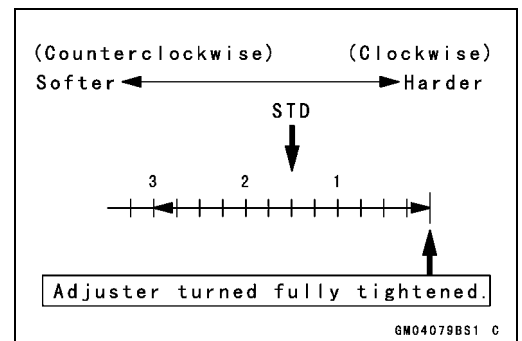 (Counterclockwise) (Clockwise)
Softer Harder
STD
3 2 1
Adjuster turned fully tightened.
GM04079BS1 C